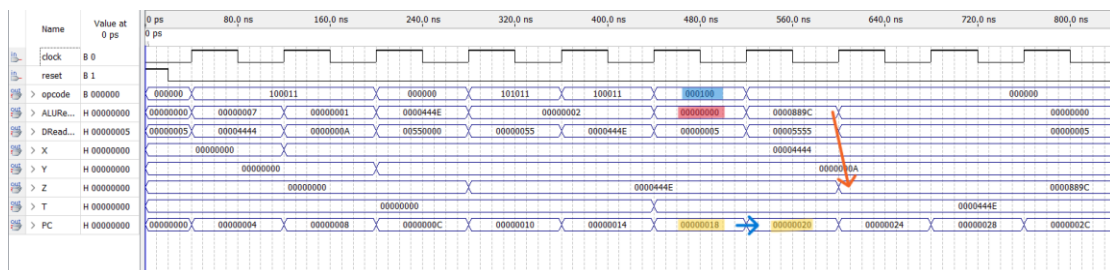 Name Value at 0 ps 0 ps 80.0 ns 160.0 ns 240.0 ns 320.0 ns 400.0 ns 480.0 ns 560.0 ns 640.0 ns 720.0 ns 800.0 ns
0 ps
clock B 0
reset B 1
> opcode B 000000 000000 100011 000000 101011 100011 000100 000000
> ALURe... H 00000000 00000000 00000007 00000001 0000444E 00000002 00000000 0000889C 00000000
> DRead... H 00000005 00000005 00004444 0000000A 00550000 00000055 0000444E 00000005 00005555 00000005
> X H 00000000 00000000 00004444
> Y H 00000000 00000000 0000000A
> Z H 00000000 00000000 0000444E 0000889C
> T H 00000000 00000000 0000444E
> PC H 00000000 00000000 00000004 00000008 0000000C 00000010 00000014 00000018 00000020 00000024 00000028 0000002C